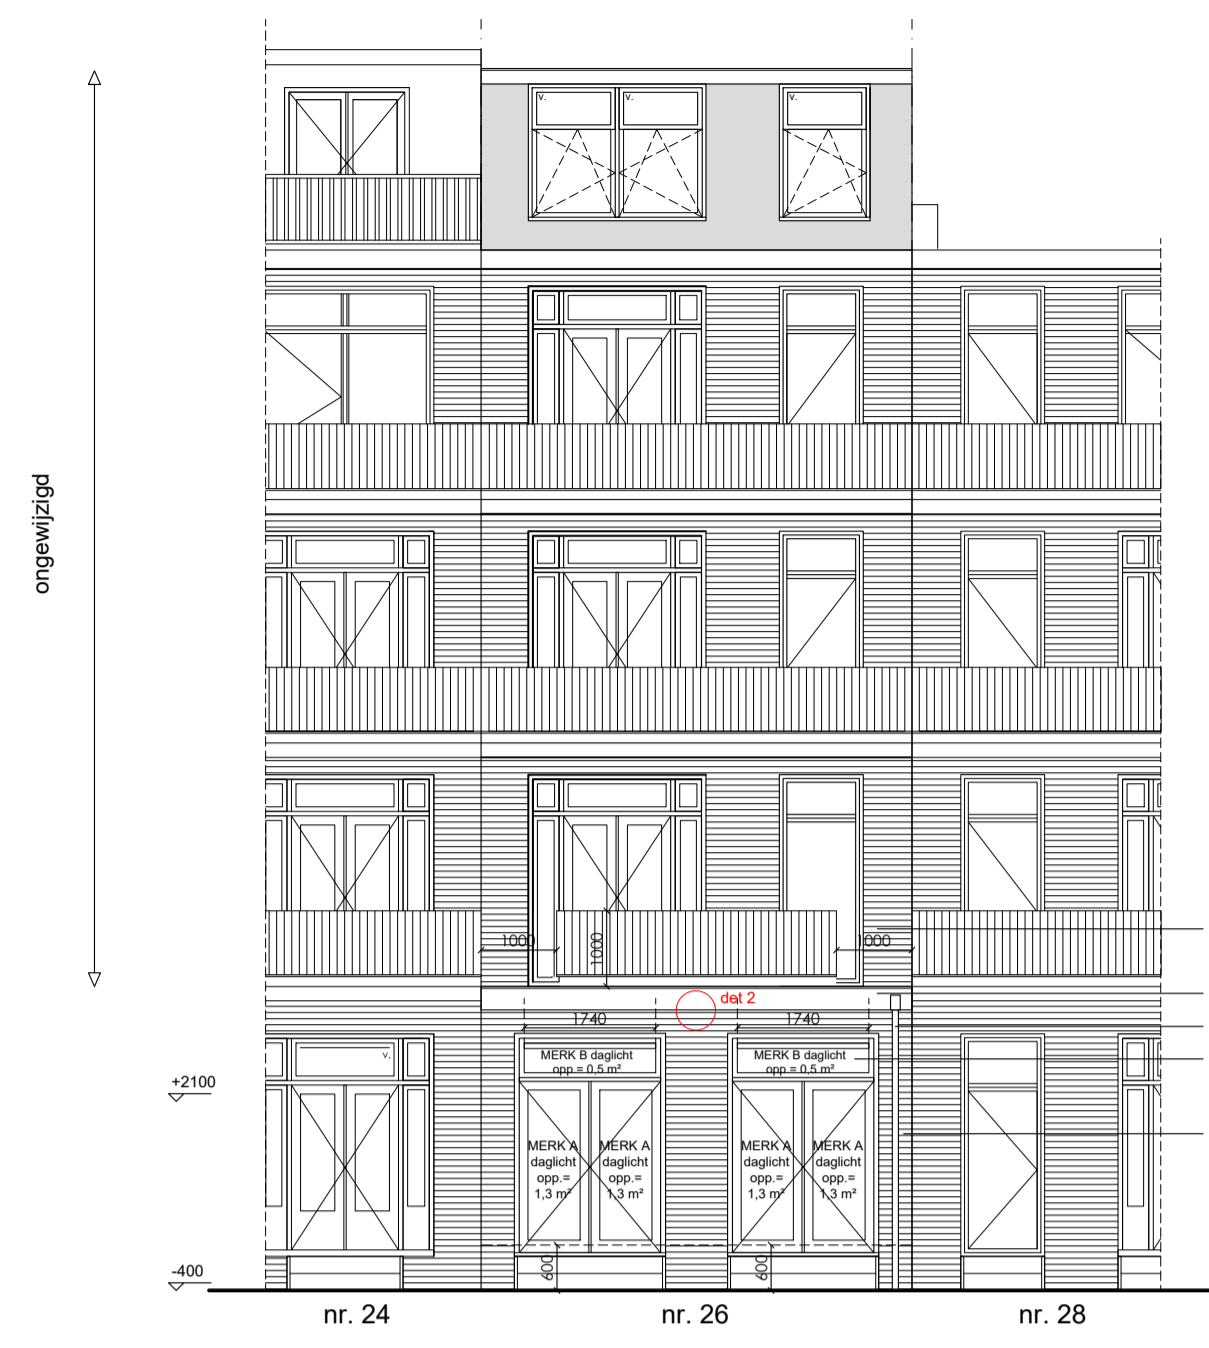 v.
v.
v.
ongewijzigd
1000
1000
1000
det 2
1740
1740
v.
MERK B daglicht
opp.= 0,5 m²
MERK B daglicht
opp.= 0,5 m²
+2100
MERK A
daglicht
opp.=
1,3 m²
MERK A
daglicht
opp.=
1,3 m²
MERK A
daglicht
opp.=
1,3 m²
MERK A
daglicht
opp.=
1,3 m²
600
600
-400
nr. 24
nr. 26
nr. 28